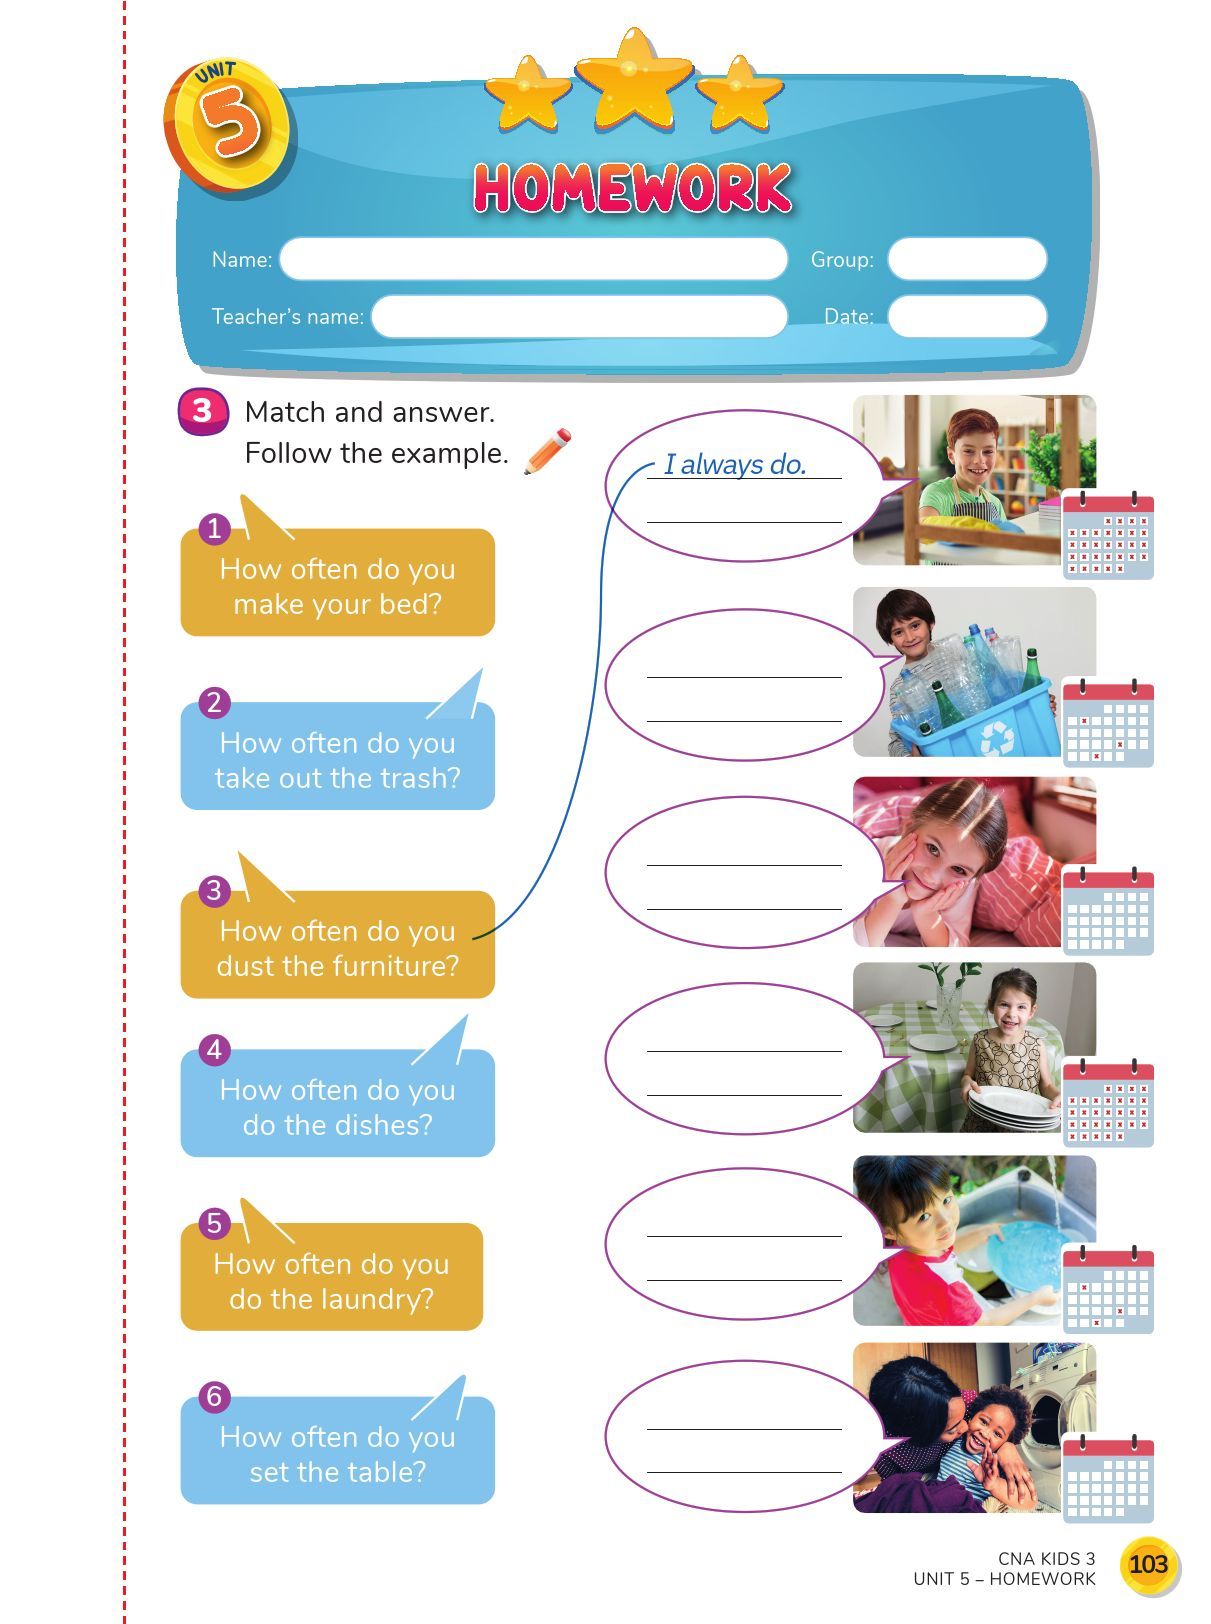 UNIT
5
HOMEWORK
Name:
Group:
Teacher's name:
Date:
3
Match and answer.
Follow the example.
I always do.
1
How often do you
make your bed?
2
How often do you
take out the trash?
3
How often do you
dust the furniture?
4
How often do you
do the dishes?
5
How often do you
do the laundry?
6
How often do you
set the table?
CNA KIDS 3
UNIT 5 – HOMEWORK
103